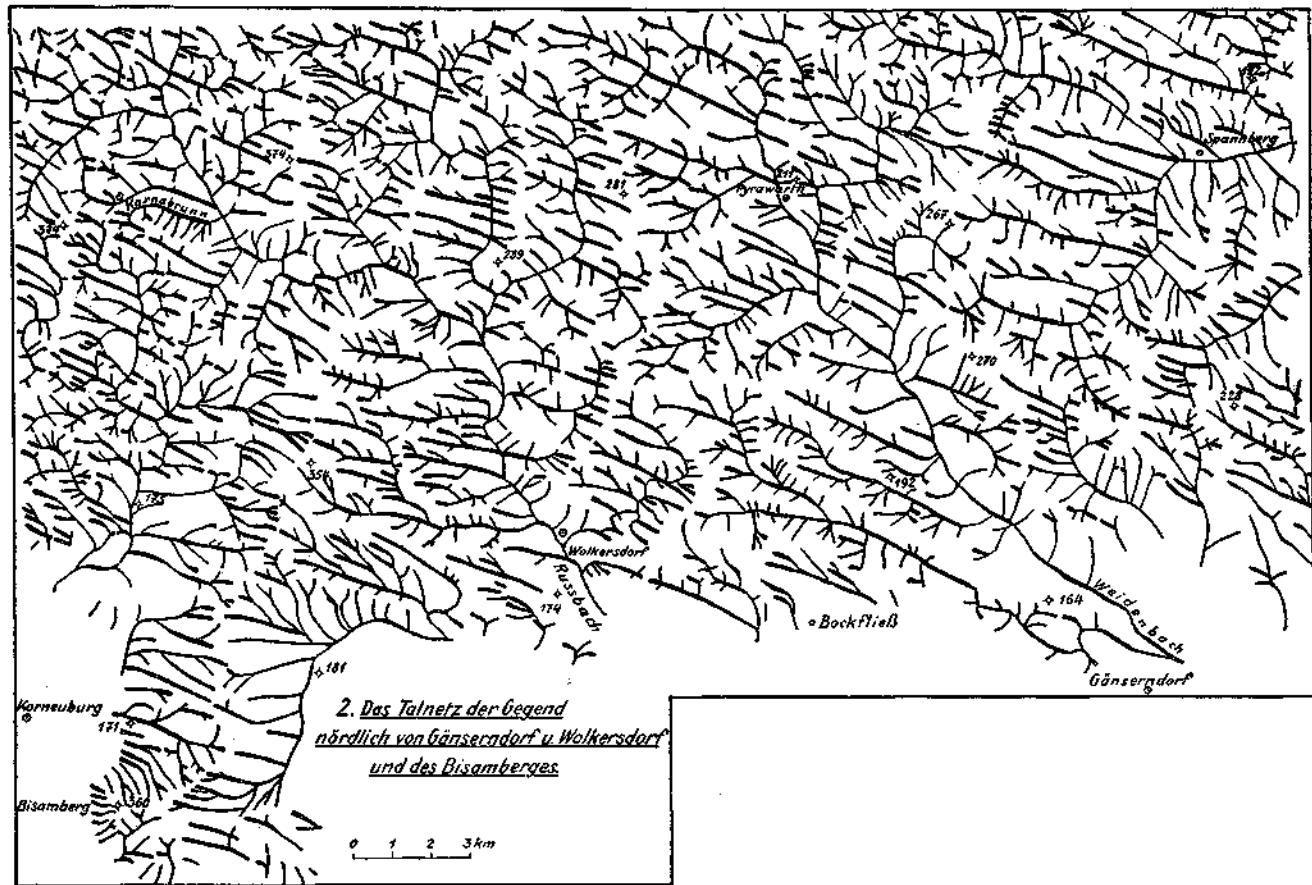 Spannberg
374
Pyrawarth
281
Karnabrunn
267
239
270
228
192
354
173
Wolkersdorf
Russbach
174
Weidenbach
164
Bockfließ
Gänserndorf
181
Korneuburg
171
2. Das Talnetz der Gegend
nördlich von Gänserndorf u. Wolkersdorf
und des Bisamberges.
Bisamberg
360
0 1 2 3 km